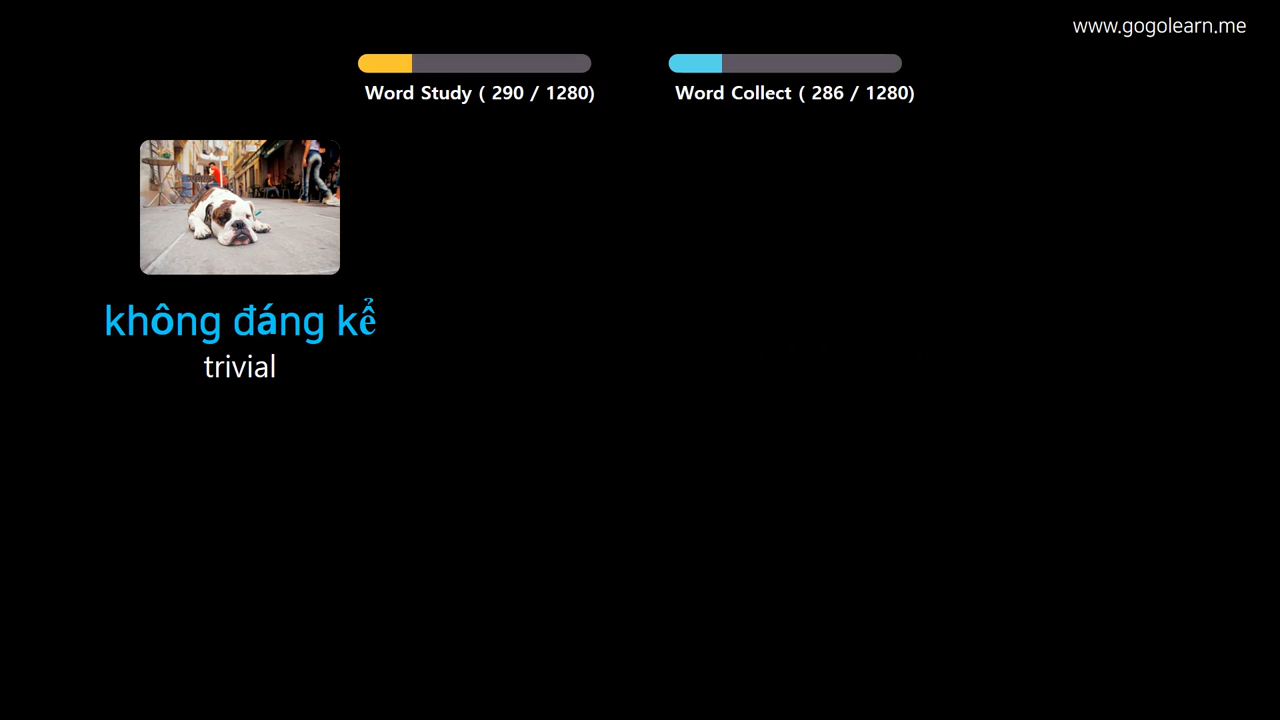 www.gogolearn.me
Word Study ( 290 / 1280)
Word Collect ( 286 / 1280)
không đáng kể
trivial